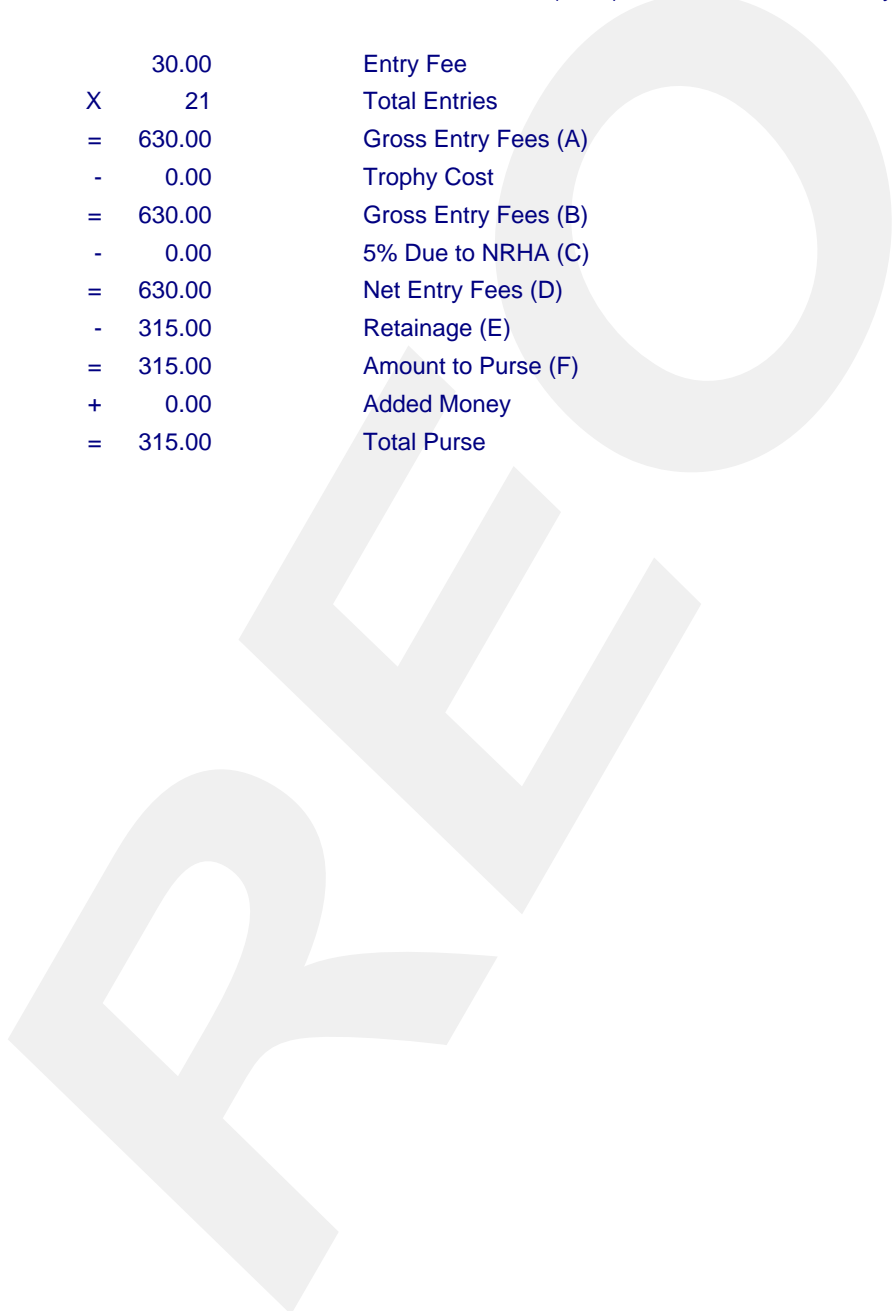 30.00 Entry Fee
X 21 Total Entries
= 630.00 Gross Entry Fees (A)
- 0.00 Trophy Cost
= 630.00 Gross Entry Fees (B)
- 0.00 5% Due to NRHA (C)
= 630.00 Net Entry Fees (D)
- 315.00 Retainage (E)
= 315.00 Amount to Purse (F)
+ 0.00 Added Money
= 315.00 Total Purse
REO